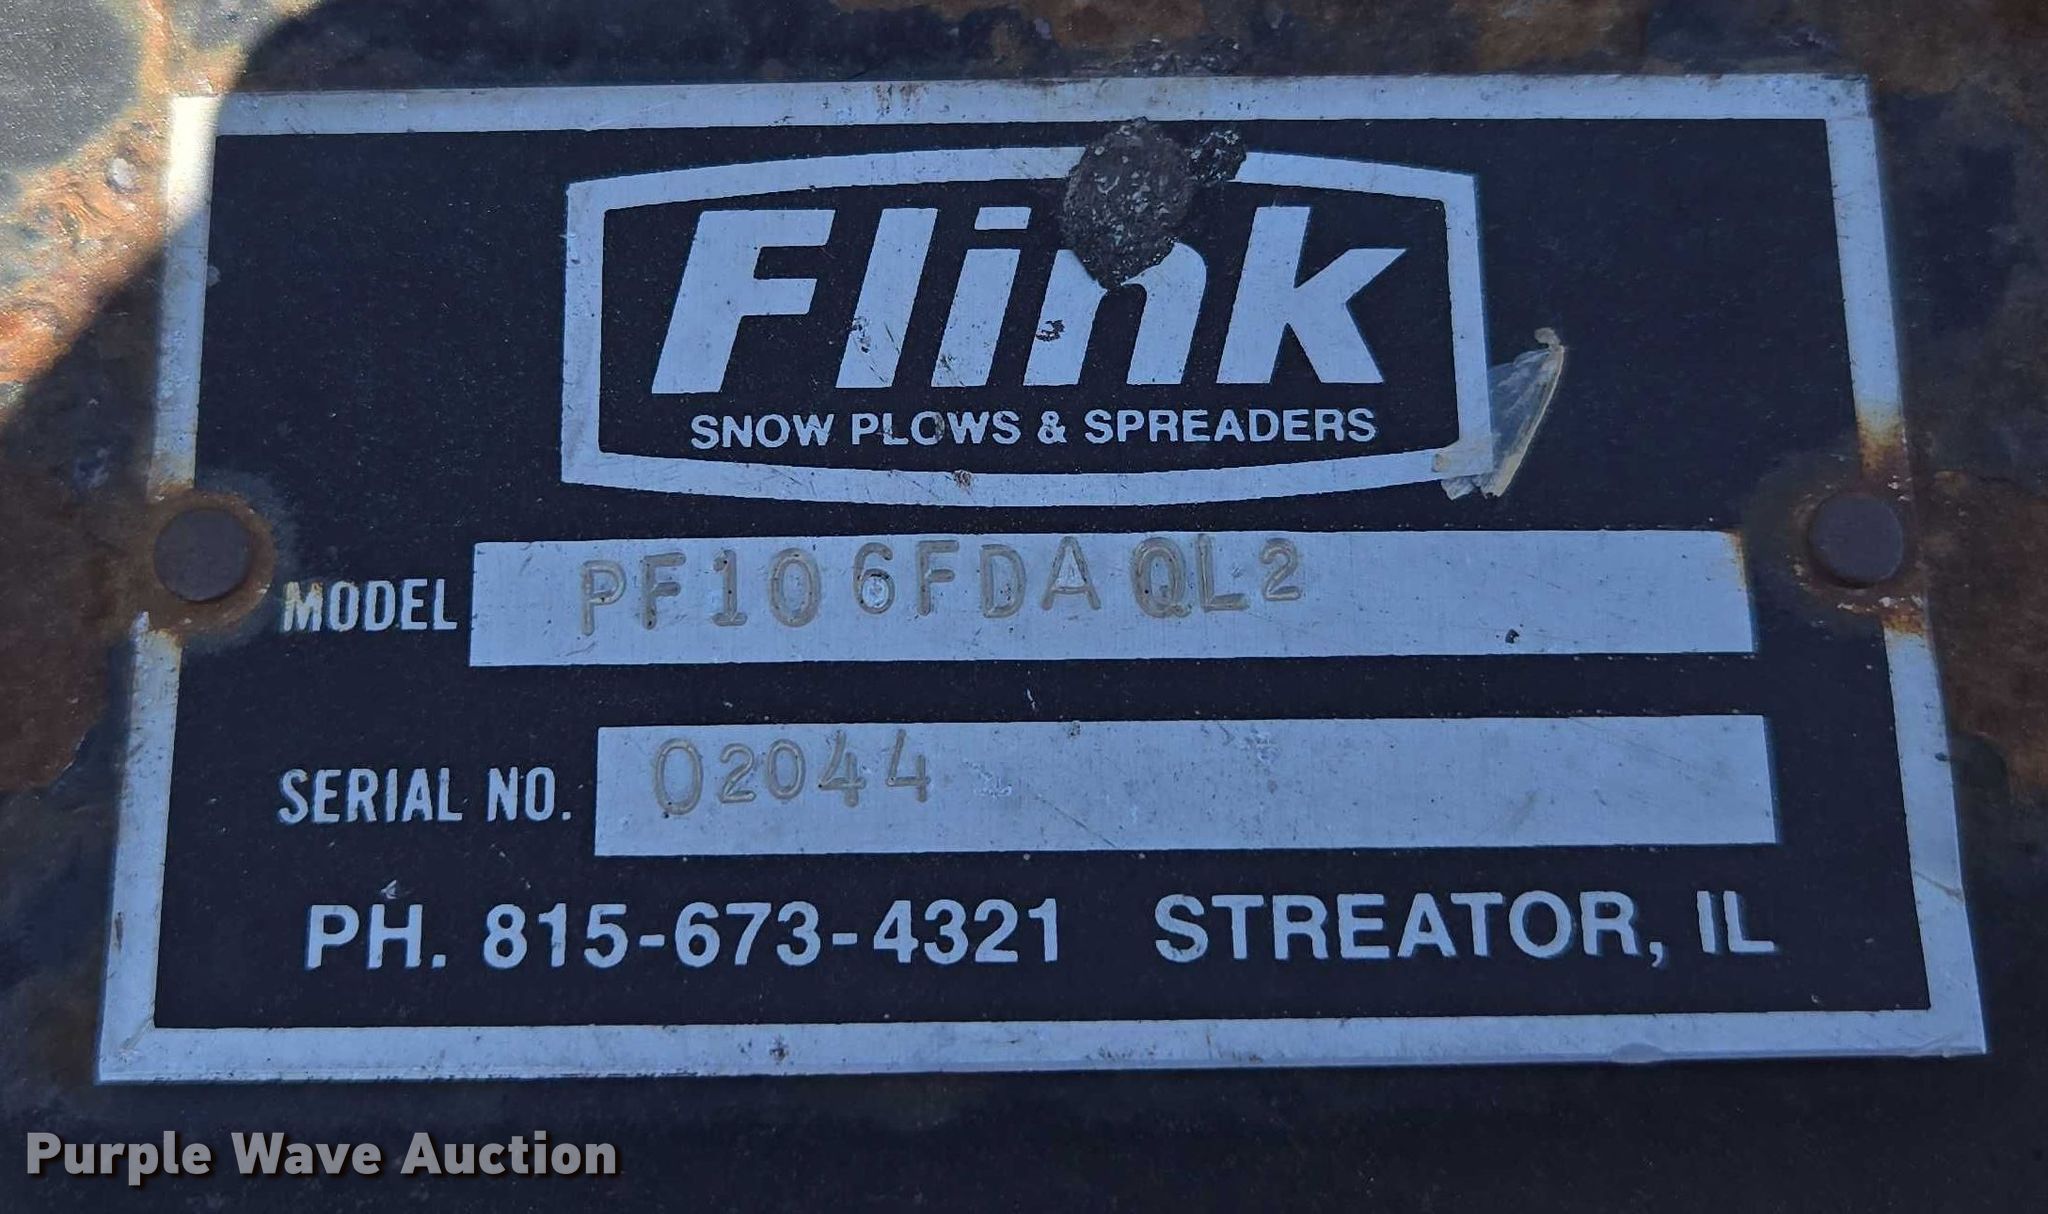 Flink
SNOW PLOWS & SPREADERS
MODEL PF106FDAQL2
SERIAL NO. 02044
PH. 815-673-4321 STREATOR, IL
Purple Wave Auction